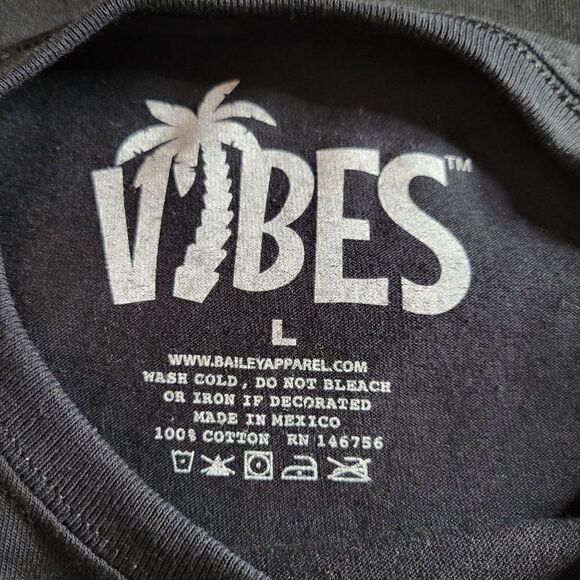 VIBES™
L
WWW.BAILEYAPPAREL.COM
WASH COLD, DO NOT BLEACH
OR IRON IF DECORATED
MADE IN MEXICO
100% COTTON RN 146756